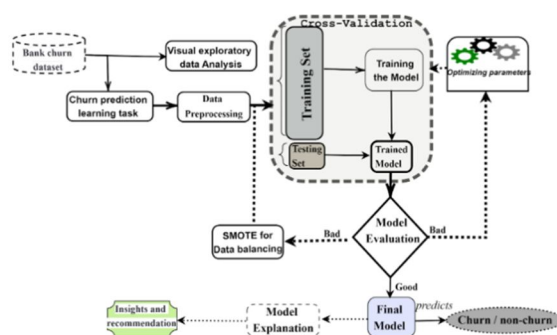 Cross-Validation
Bank churn
dataset
Visual exploratory
data Analysis
Training Set
Training
the Model
Optimizing parameters
Churn prediction
learning task
Data
Preprocessing
Testing
Set
Trained
Model
SMOTE for
Data balancing
Bad
Model
Evaluation
Bad
Good
Insights and
recommendation
Model
Explanation
Final
Model
predicts
Churn / non-churn